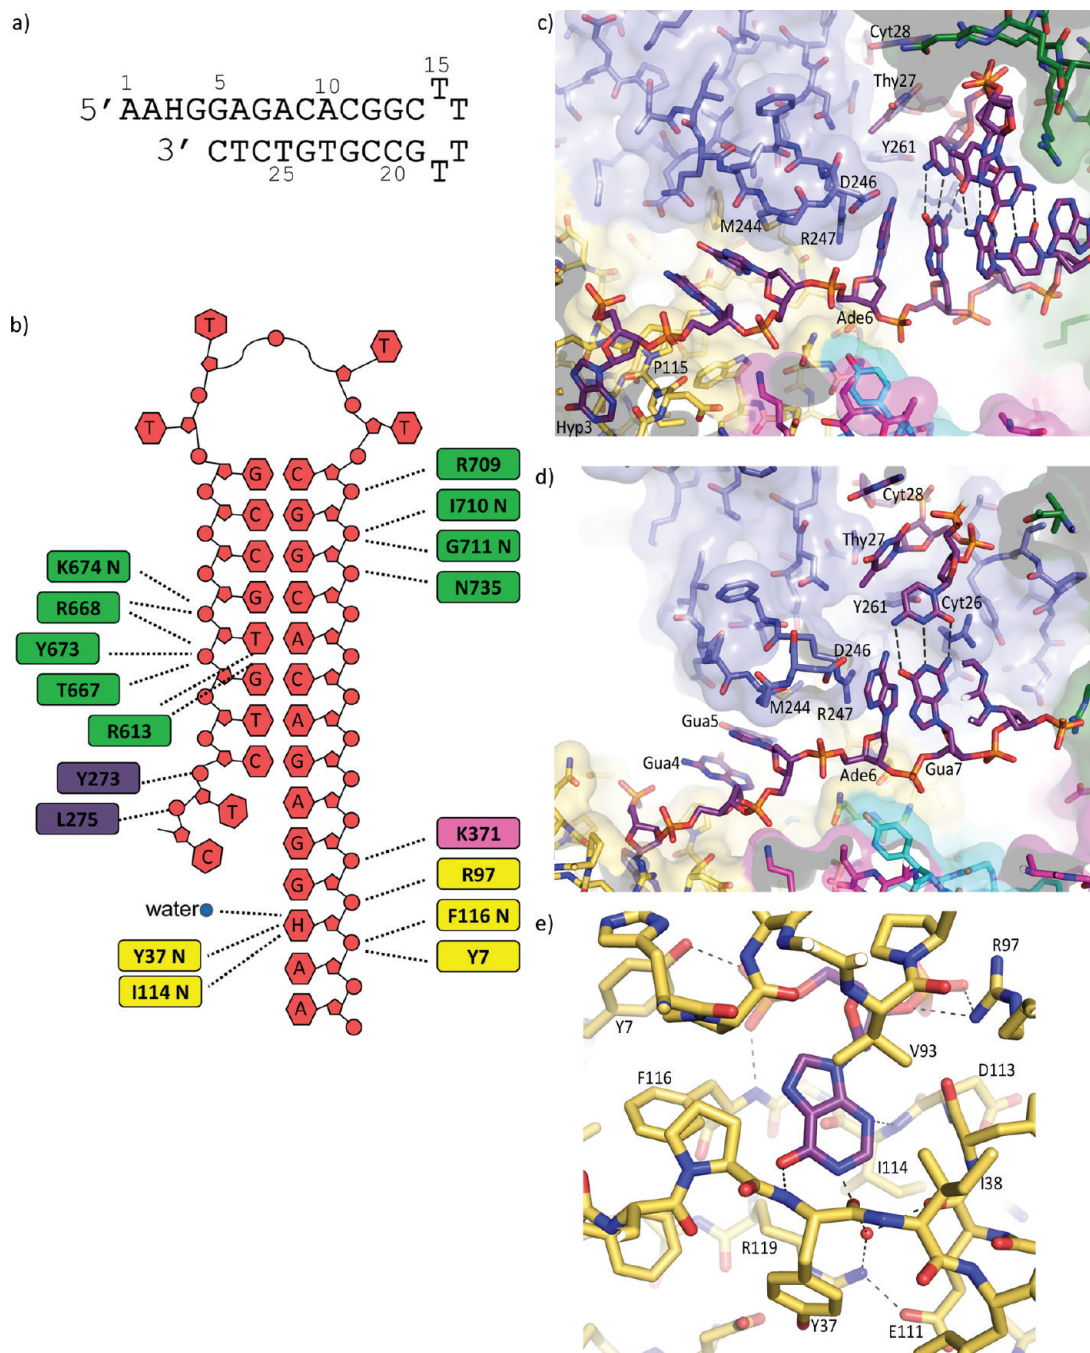 a)
1 5 10 15
T
5' AAHGGAGACACGGC T
3' CTCTGTGCCG T
T
25 20
b)
T
T
T
T
G C
C G
C G
G C
T A
G C
T A
C G
T A
C G
G
H
A
A
R709
I710 N
G711 N
N735
K674 N
R668
Y673
T667
R613
Y273
L275
K371
R97
F116 N
Y7
water
Y37 N
I114 N
c)
Cyt28
Thy27
Y261
D246
M244
R247
Ade6
P115
Hyp3
d)
Cyt28
Thy27
Y261
Cyt26
D246
M244
R247
Gua5
Gua4
Ade6
Gua7
e)
R97
Y7
V93
F116
D113
I114
I38
R119
Y37
E111